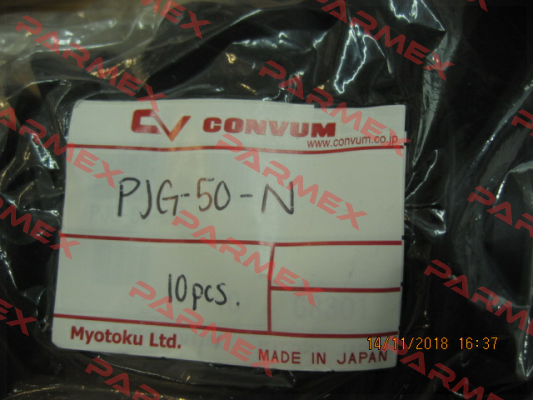 CV CONVUM
www.convum.co.jp
PJG-50-N
10pcs.
Myotoku Ltd.
MADE IN JAPAN
14/11/2018 16:37
PARMEX